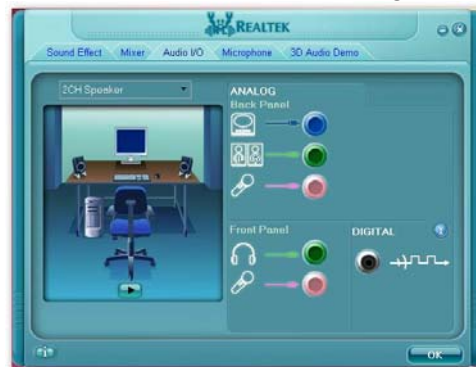 REALTEK
Sound Effect Mixer Audio I/O Microphone 3D Audio Demo
2CH Speaker
ANALOG
Back Panel
Front Panel
DIGITAL
OK